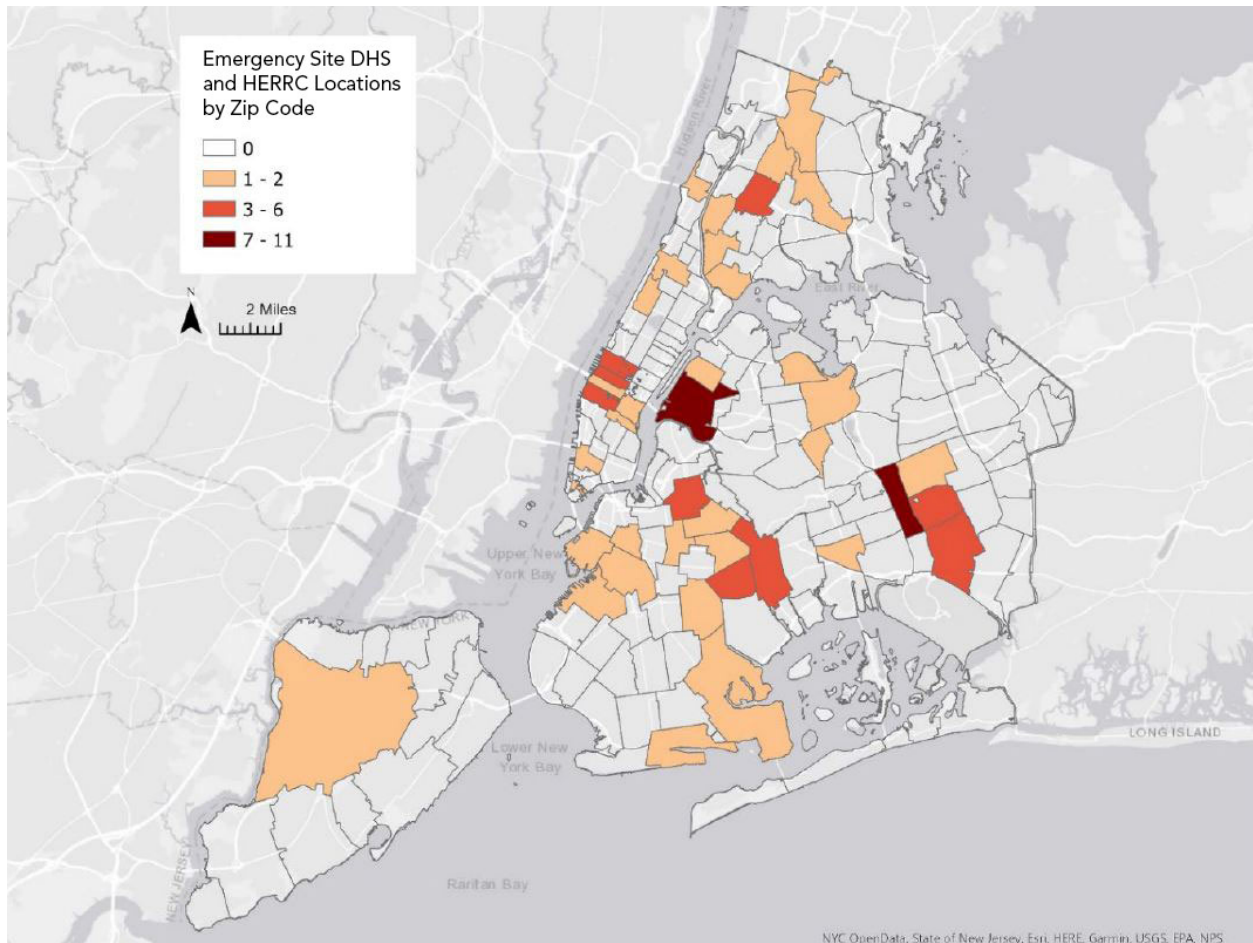 Emergency Site DHS
and HERRC Locations
by Zip Code
0
1 - 2
3 - 6
7 - 11
N
2 Miles
Hudson River
East River
Upper New
York Bay
NEW YORK
LONG ISLAND
Lower New
York Bay
NEW JERSEY
Raritan Bay
NYC OpenData, State of New Jersey, Esri, HERE, Garmin, USGS, EPA, NPS